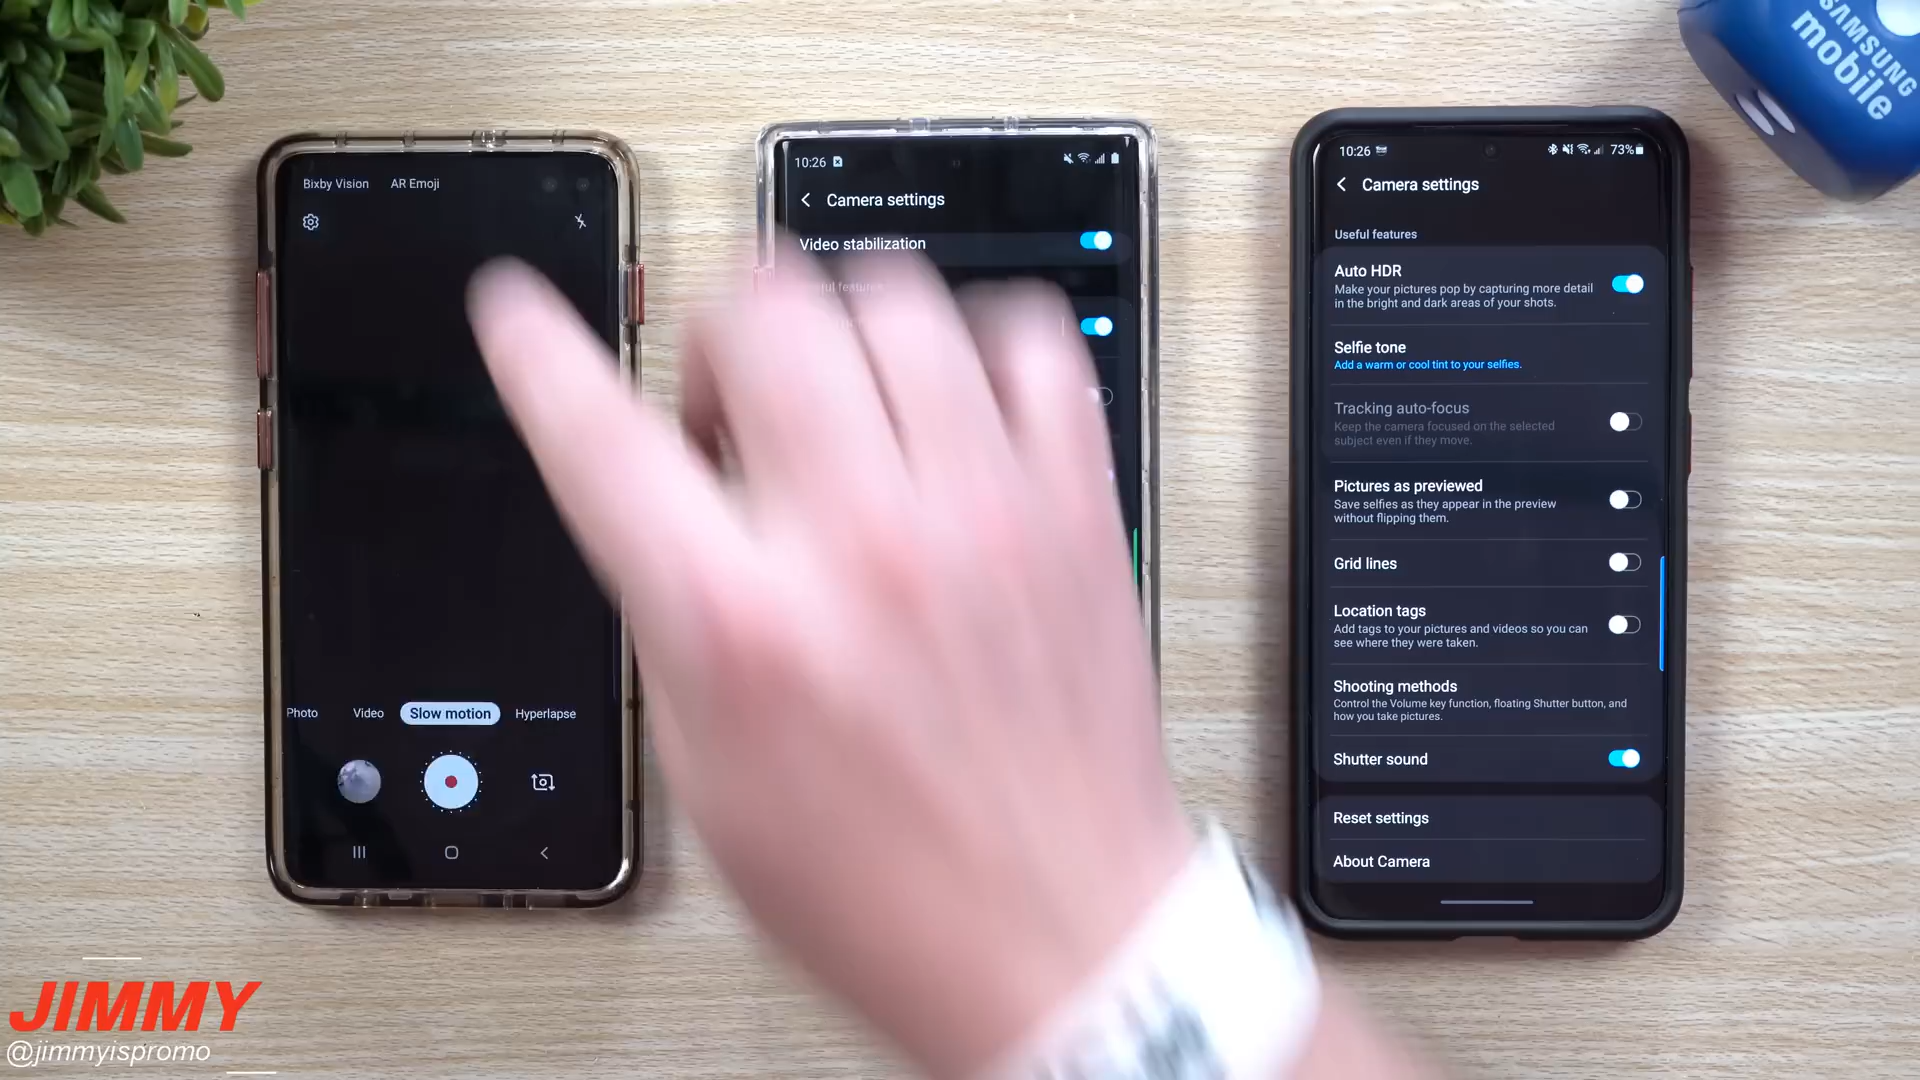 SAMSUNG
mobile
Bixby Vision AR Emoji
Photo Video Slow motion Hyperlapse
10:26
Camera settings
Video stabilization
10:26 73%
Camera settings
Useful features
Auto HDR
Make your pictures pop by capturing more detail
in the bright and dark areas of your shots.
Selfie tone
Add a warm or cool tint to your selfies.
Tracking auto-focus
Keep the camera focused on the selected
subject even if they move.
Pictures as previewed
Save selfies as they appear in the preview
without flipping them.
Grid lines
Location tags
Add tags to your pictures and videos so you can
see where they were taken.
Shooting methods
Control the Volume key function, floating Shutter button, and
how you take pictures.
Shutter sound
Reset settings
About Camera
JIMMY
@jimmyispromo